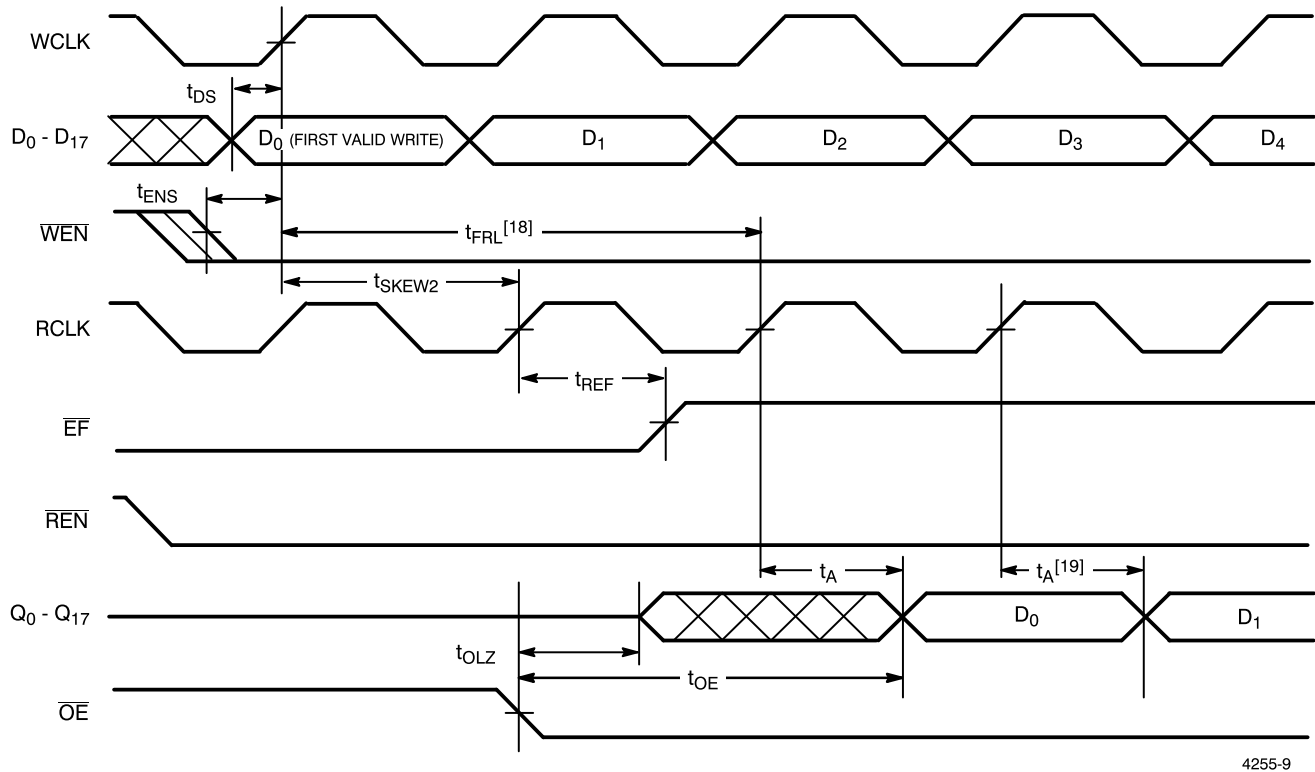 WCLK
tDS
D0 - D17
D0 (FIRST VALID WRITE)
D1
D2
D3
D4
tENS
WEN
tFRL[18]
tSKEW2
RCLK
tREF
EF
REN
tA
tA[19]
Q0 - Q17
D0
D1
tOLZ
tOE
OE
4255-9